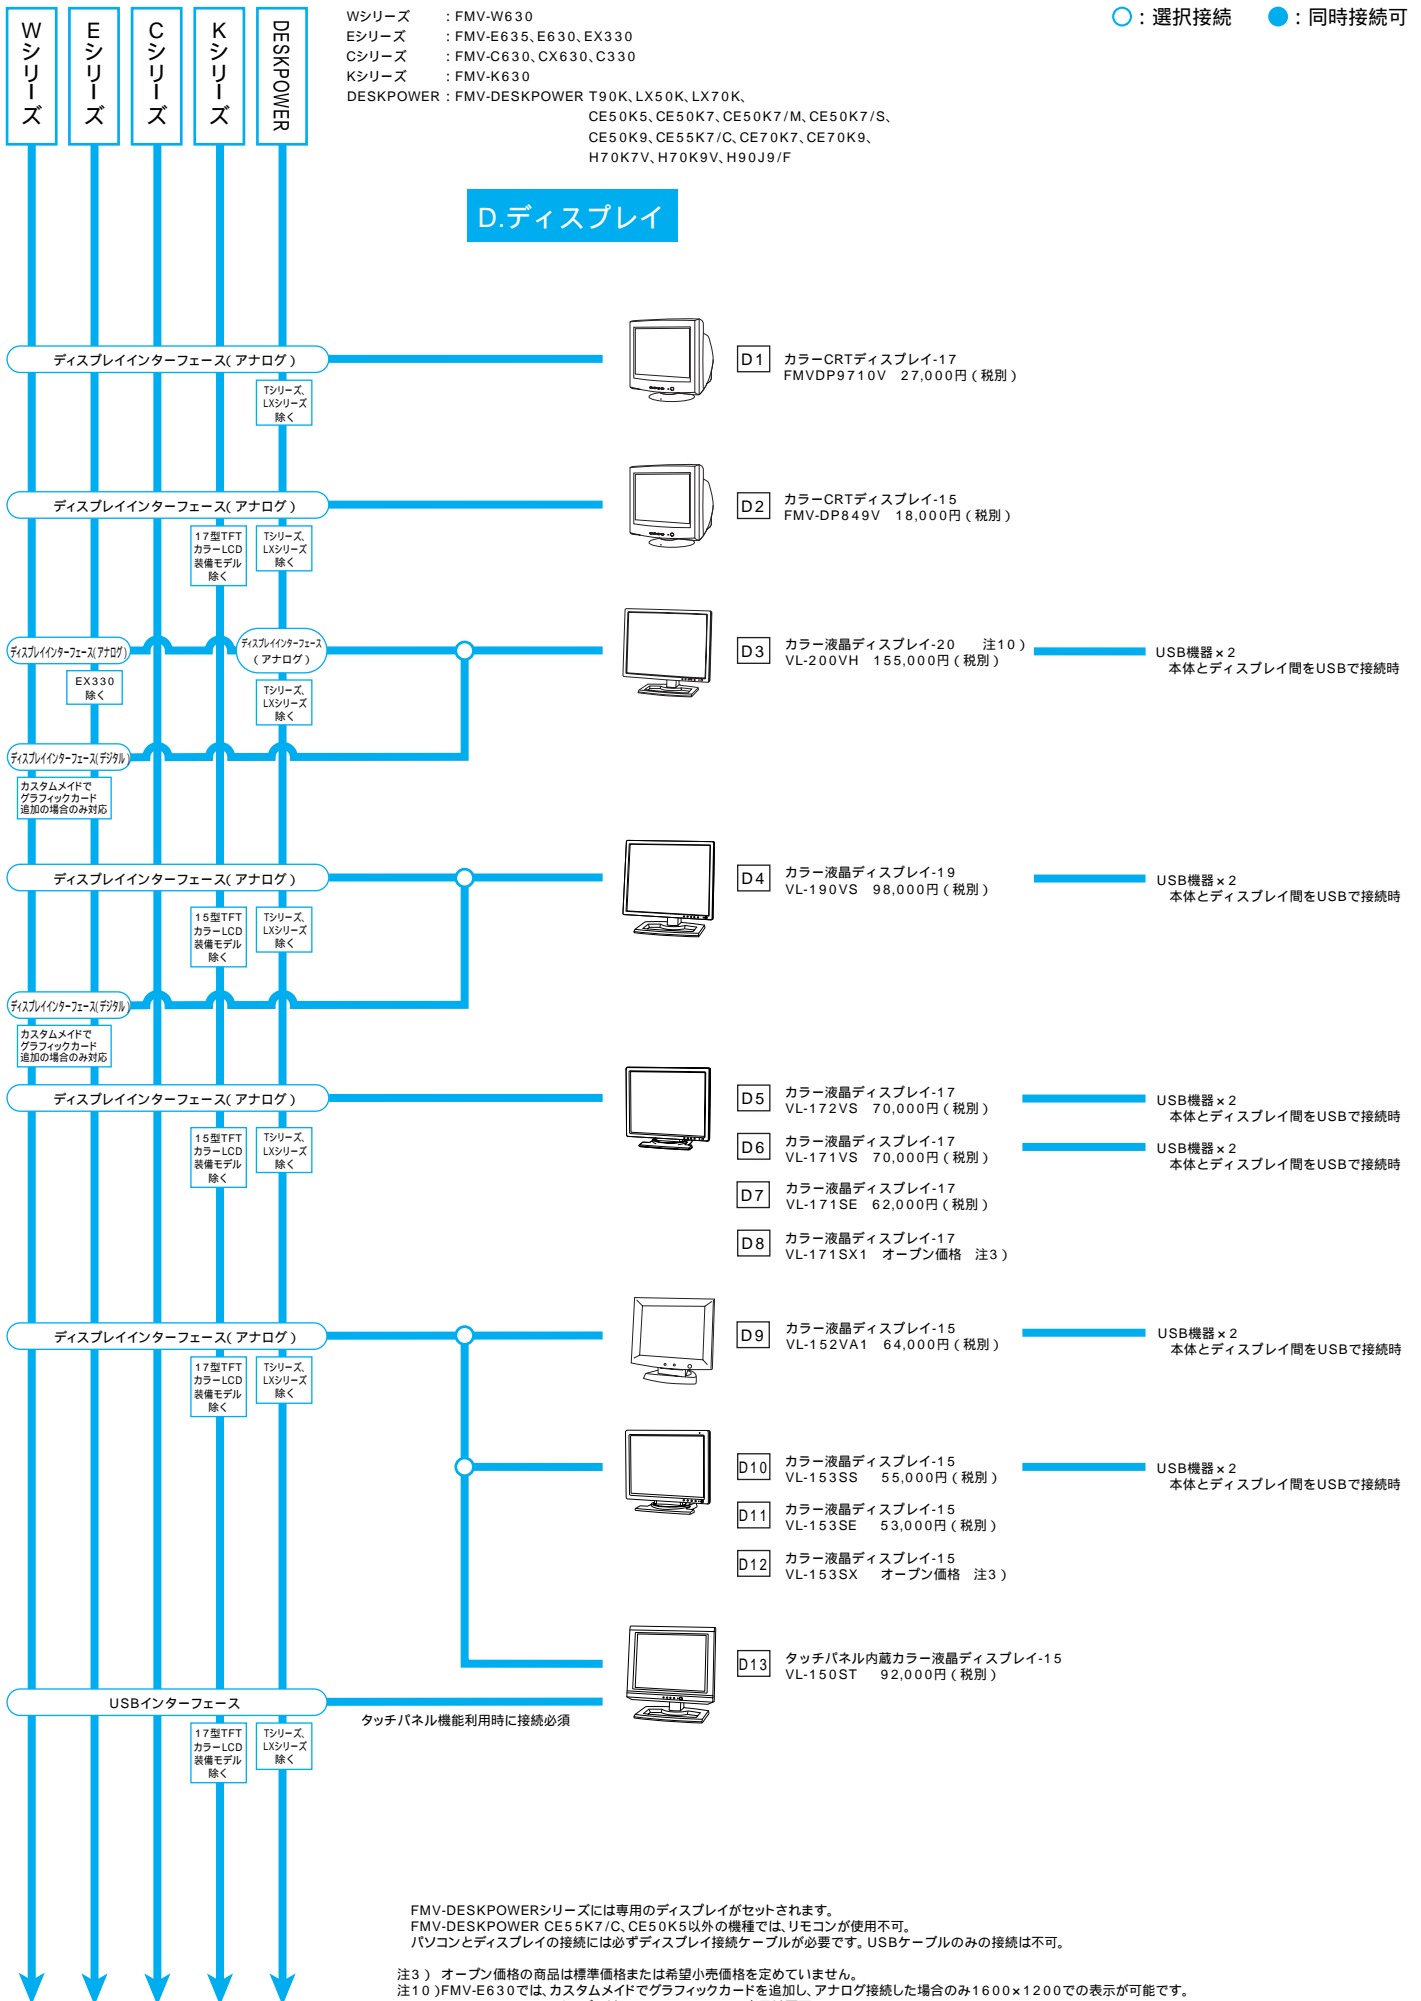 Wシリーズ
Eシリーズ
Cシリーズ
Kシリーズ
DESKPOWER
Wシリーズ ：FMV-W630
Eシリーズ ：FMV-E635、E630、EX330
Cシリーズ ：FMV-C630、CX630、C330
Kシリーズ ：FMV-K630
DESKPOWER：FMV-DESKPOWER T90K、LX50K、LX70K、
CE50K5、CE50K7、CE50K7/M、CE50K7/S、
CE50K9、CE55K7/C、CE70K7、CE70K9、
H70K7V、H70K9V、H90J9/F
○：選択接続 ●：同時接続可
D.ディスプレイ
ディスプレイインターフェース(アナログ)
Tシリーズ、
LXシリーズ
除く
D1 カラーCRTディスプレイ-17
FMVDP9710V 27,000円(税別)
ディスプレイインターフェース(アナログ)
17型TFT
カラーLCD
装備モデル
除く
Tシリーズ、
LXシリーズ
除く
D2 カラーCRTディスプレイ-15
FMV-DP849V 18,000円(税別)
ディスプレイインターフェース(アナログ)
EX330
除く
ディスプレイインターフェース
(アナログ)
Tシリーズ、
LXシリーズ
除く
D3 カラー液晶ディスプレイ-20 注10)
VL-200VH 155,000円(税別)
USB機器×2
本体とディスプレイ間をUSBで接続時
ディスプレイインターフェース(デジタル)
カスタムメイドで
グラフィックカード
追加の場合のみ対応
ディスプレイインターフェース(アナログ)
15型TFT
カラーLCD
装備モデル
除く
Tシリーズ、
LXシリーズ
除く
D4 カラー液晶ディスプレイ-19
VL-190VS 98,000円(税別)
USB機器×2
本体とディスプレイ間をUSBで接続時
ディスプレイインターフェース(デジタル)
カスタムメイドで
グラフィックカード
追加の場合のみ対応
ディスプレイインターフェース(アナログ)
15型TFT
カラーLCD
装備モデル
除く
Tシリーズ、
LXシリーズ
除く
D5 カラー液晶ディスプレイ-17
VL-172VS 70,000円(税別)
USB機器×2
本体とディスプレイ間をUSBで接続時
D6 カラー液晶ディスプレイ-17
VL-171VS 70,000円(税別)
USB機器×2
本体とディスプレイ間をUSBで接続時
D7 カラー液晶ディスプレイ-17
VL-171SE 62,000円(税別)
D8 カラー液晶ディスプレイ-17
VL-171SX1 オープン価格 注3)
ディスプレイインターフェース(アナログ)
17型TFT
カラーLCD
装備モデル
除く
Tシリーズ、
LXシリーズ
除く
D9 カラー液晶ディスプレイ-15
VL-152VA1 64,000円(税別)
USB機器×2
本体とディスプレイ間をUSBで接続時
D10 カラー液晶ディスプレイ-15
VL-153SS 55,000円(税別)
USB機器×2
本体とディスプレイ間をUSBで接続時
D11 カラー液晶ディスプレイ-15
VL-153SE 53,000円(税別)
D12 カラー液晶ディスプレイ-15
VL-153SX オープン価格 注3)
D13 タッチパネル内蔵カラー液晶ディスプレイ-15
VL-150ST 92,000円(税別)
USBインターフェース
タッチパネル機能利用時に接続必須
17型TFT
カラーLCD
装備モデル
除く
Tシリーズ、
LXシリーズ
除く
FMV-DESKPOWERシリーズには専用のディスプレイがセットされます。
FMV-DESKPOWER CE55K7/C、CE50K5以外の機種では、リモコンが使用不可。
パソコンとディスプレイの接続には必ずディスプレイ接続ケーブルが必要です。USBケーブルのみの接続は不可。
注3) オープン価格の商品は標準価格または希望小売価格を定めていません。
注10)FMV-E630では、カスタムメイドでグラフィックカードを追加し、アナログ接続した場合のみ1600×1200での表示が可能です。